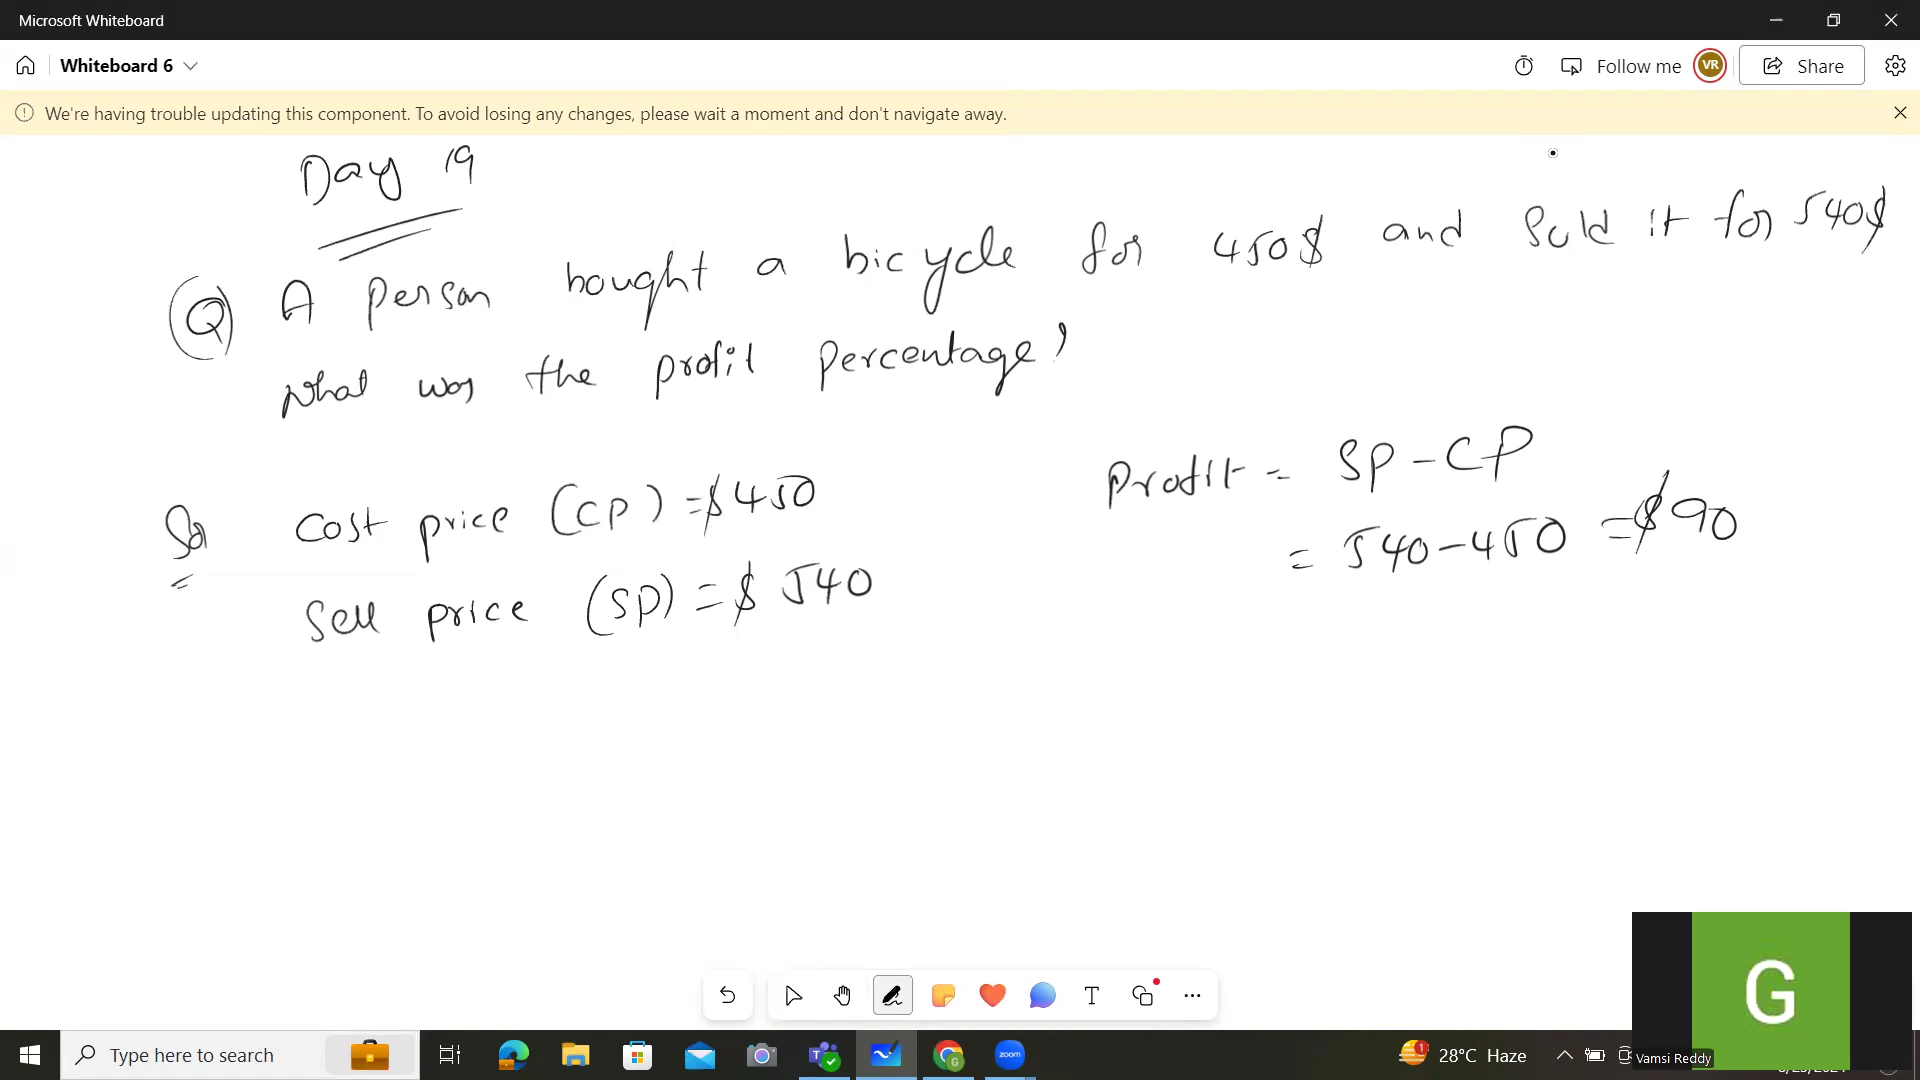 Microsoft Whiteboard
Whiteboard 6
Follow me
VR
Share
We're having trouble updating this component. To avoid losing any changes, please wait a moment and don't navigate away.
Day 19
Q A person bought a bicycle for 450$ and Sold it for 540$
What was the profit percentage?
Sol Cost price (CP) = $450
Sell price (SP) = $ 540
Profit = SP - CP
= 540 - 450 = $90
T
G
Vamsi Reddy
Type here to search
zoom
1
28°C Haze